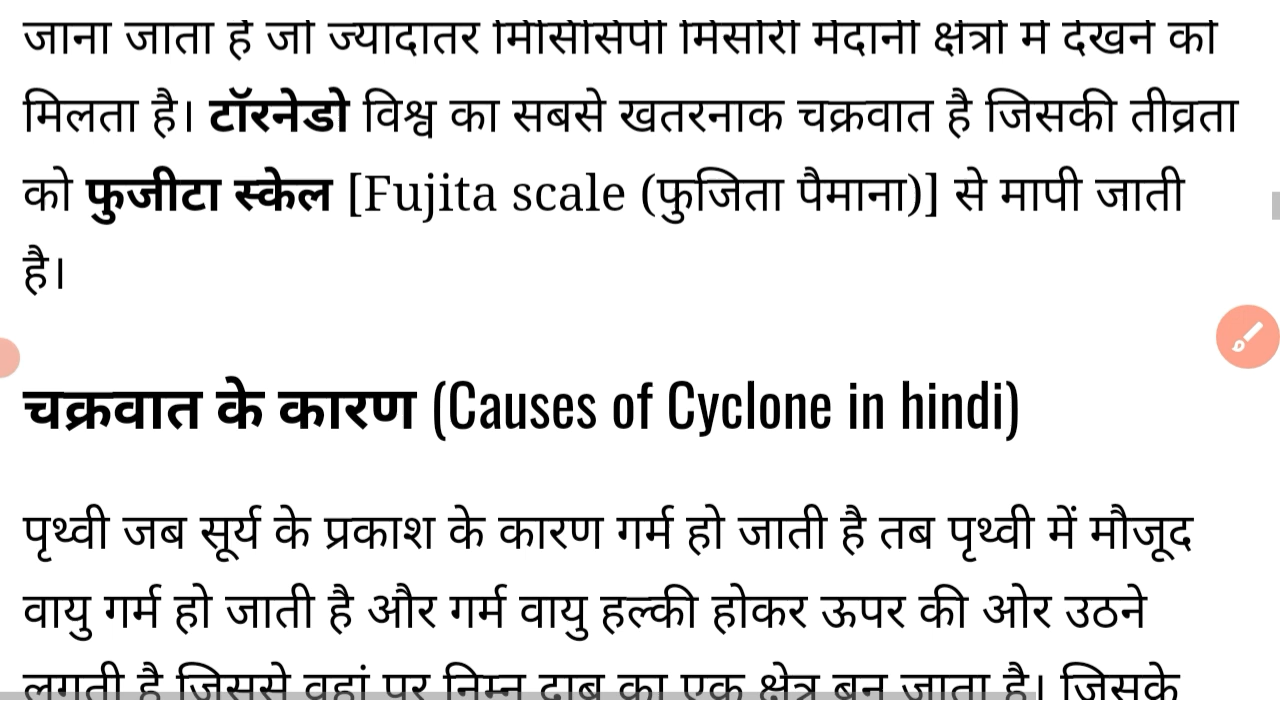 जाना जाता है जो ज्यादातर मिसिसिपी मिसौरी मैदानी क्षेत्रों में देखने को
मिलता है। टॉरनेडो विश्व का सबसे खतरनाक चक्रवात है जिसकी तीव्रता
को फुजीटा स्केल [Fujita scale (फुजिता पैमाना)] से मापी जाती
है।
चक्रवात के कारण (Causes of Cyclone in hindi)
पृथ्वी जब सूर्य के प्रकाश के कारण गर्म हो जाती है तब पृथ्वी में मौजूद
वायु गर्म हो जाती है और गर्म वायु हल्की होकर ऊपर की ओर उठने
लगती है जिससे वहां पर निम्न दाब का एक क्षेत्र बन जाता है। जिसके